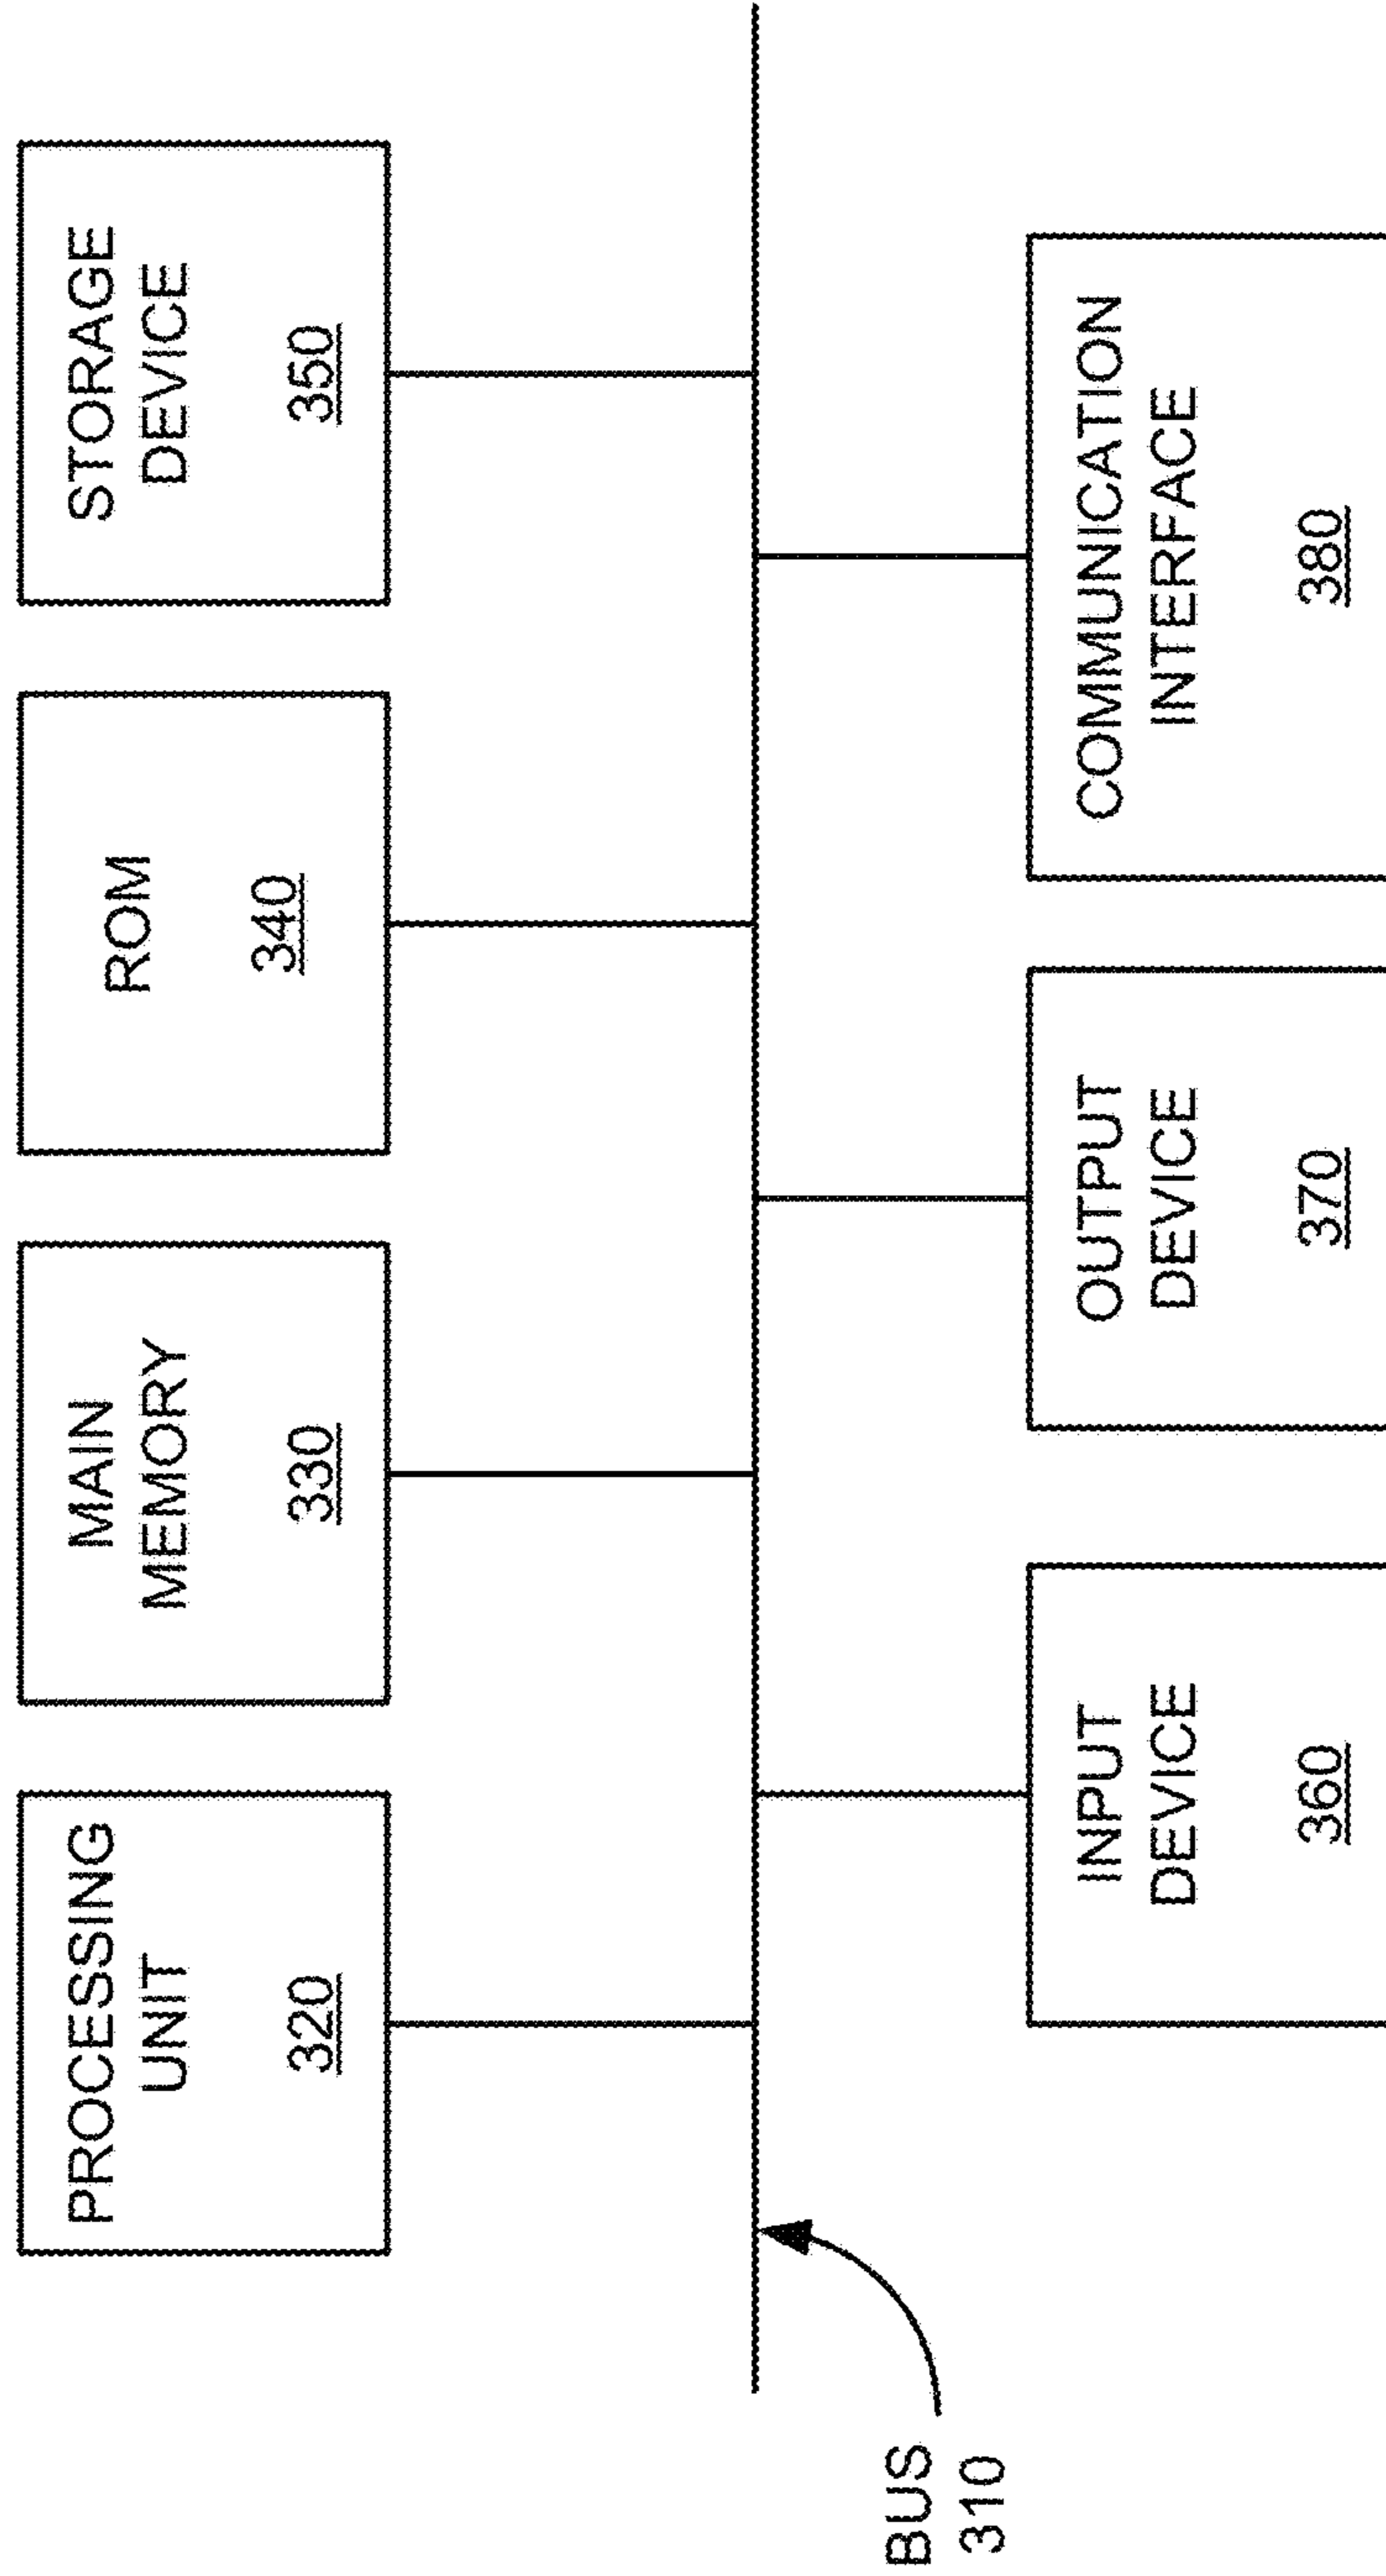 PROCESSING
UNIT
320
MAIN
MEMORY
330
ROM
340
STORAGE
DEVICE
350
BUS
310
INPUT
DEVICE
360
OUTPUT
DEVICE
370
COMMUNICATION
INTERFACE
380